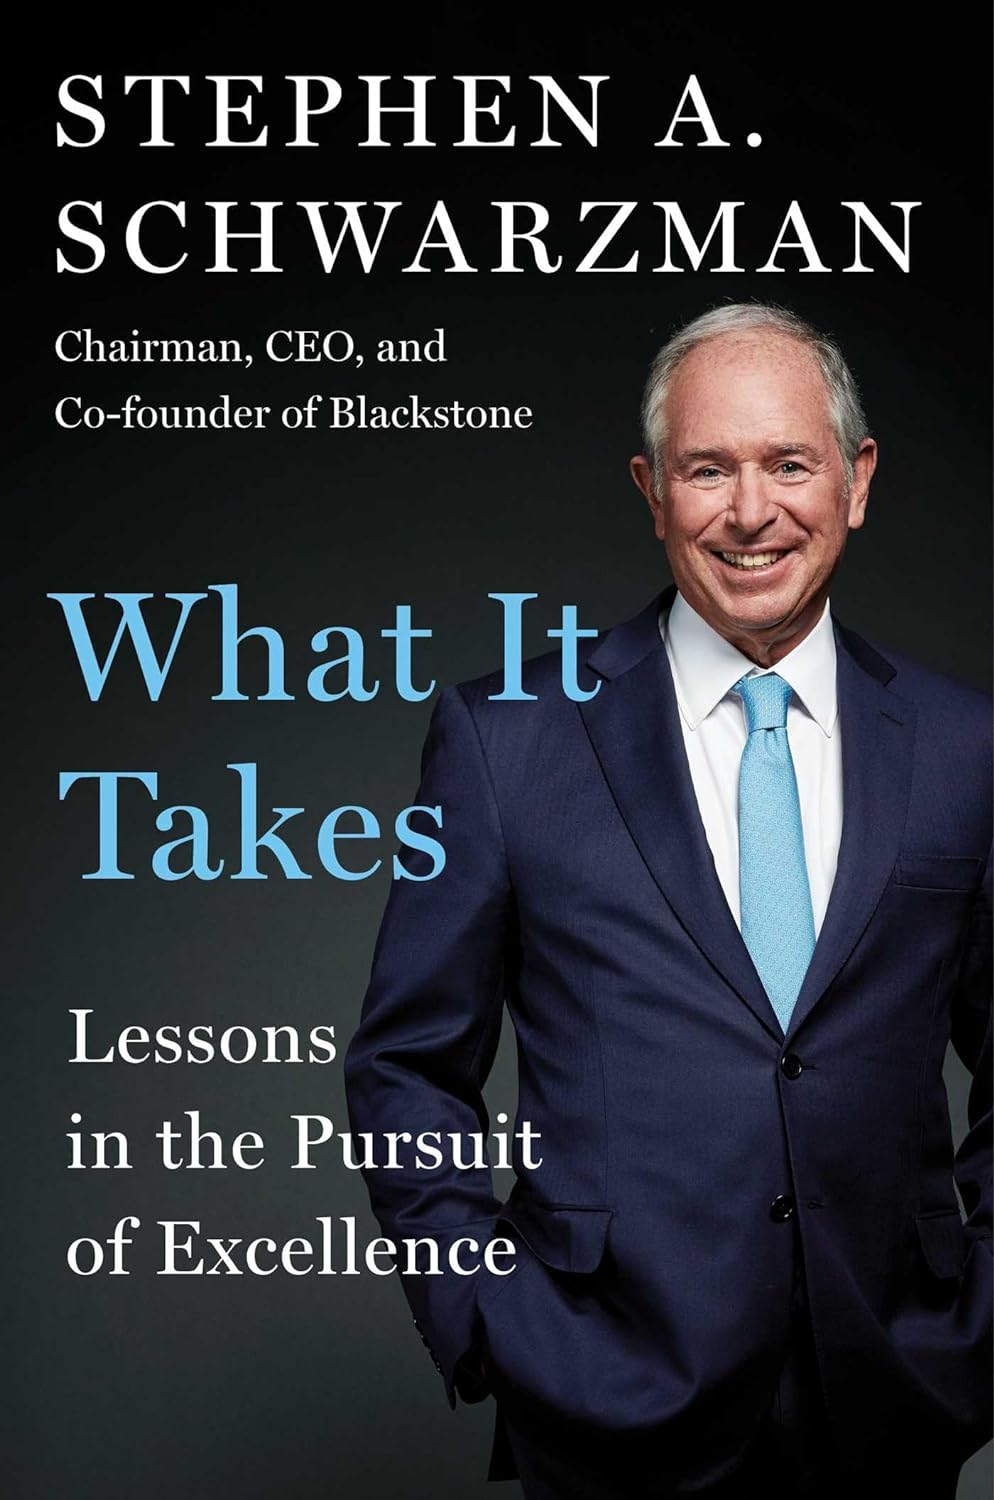 STEPHEN A.
SCHWARZMAN
Chairman, CEO, and
Co-founder of Blackstone
What It
Takes
Lessons
in the Pursuit
of Excellence